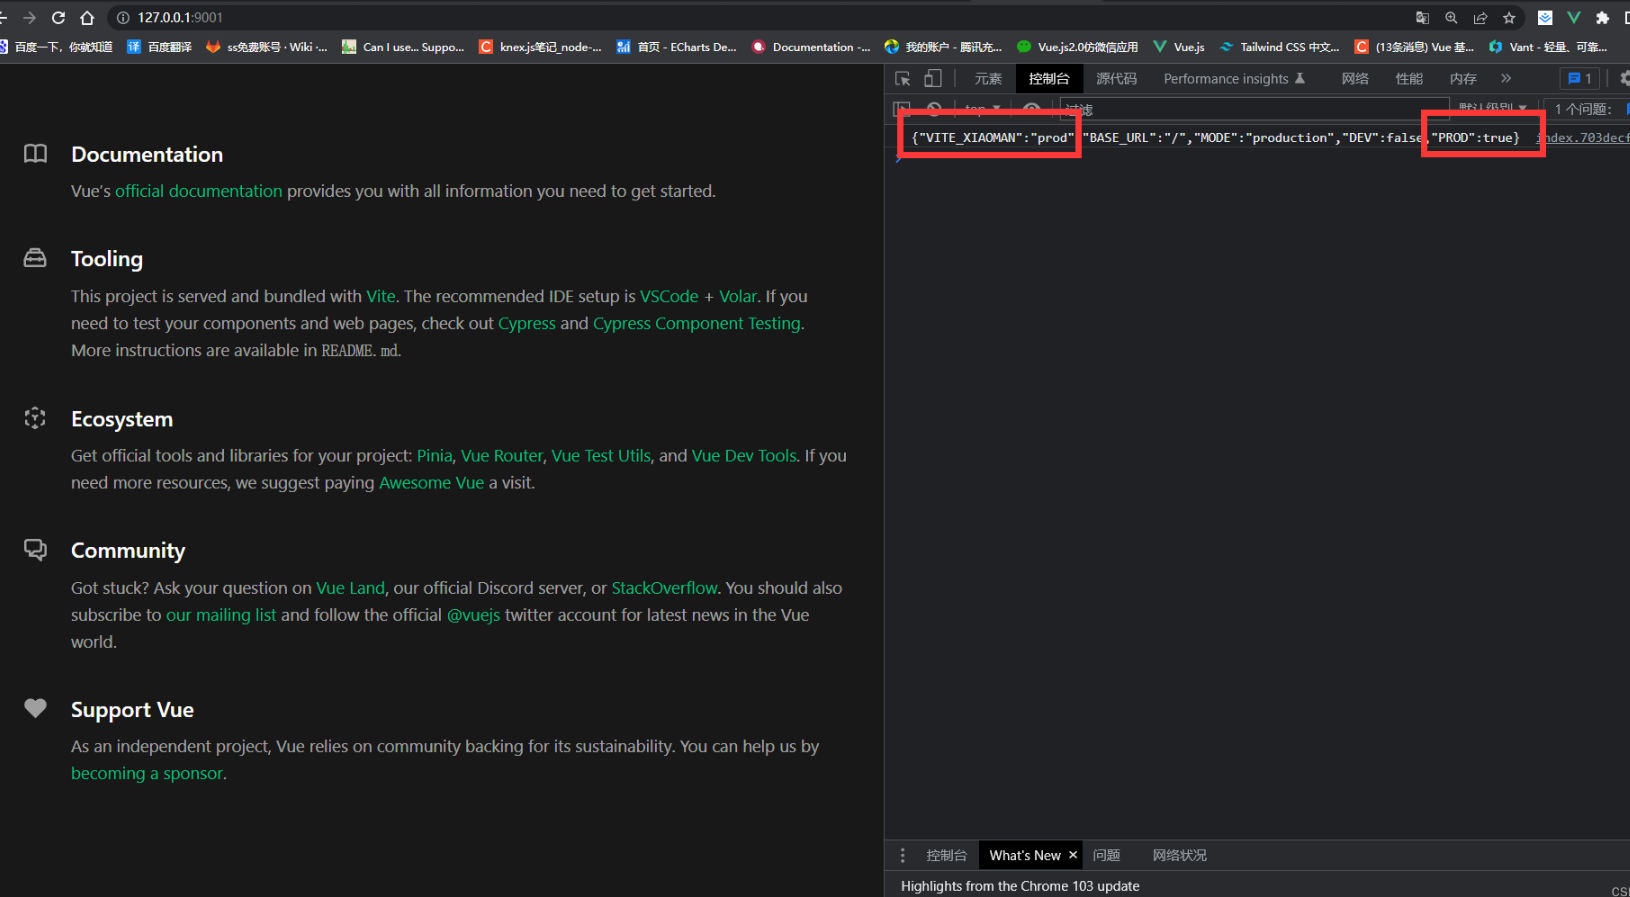 127.0.0.1:9001
百度一下，你就知道 百度翻译 ss免费账号 · Wiki ·... Can I use... Suppo... knex.js笔记_node-... 首页 - ECharts De... Documentation -... 我的账户 - 腾讯充... Vue.js2.0仿微信应用 Vue.js Tailwind CSS 中文... (13条消息) Vue 基... Vant - 轻量、可靠...
元素 控制台 源代码 Performance insights 网络 性能 内存 » 1
top 过滤 默认级别 1 个问题:
{"VITE_XIAOMAN":"prod" "BASE_URL":"/","MODE":"production","DEV":false,"PROD":true} index.703decf
Documentation
Vue's official documentation provides you with all information you need to get started.
Tooling
This project is served and bundled with Vite. The recommended IDE setup is VSCode + Volar. If you
need to test your components and web pages, check out Cypress and Cypress Component Testing.
More instructions are available in README.md.
Ecosystem
Get official tools and libraries for your project: Pinia, Vue Router, Vue Test Utils, and Vue Dev Tools. If you
need more resources, we suggest paying Awesome Vue a visit.
Community
Got stuck? Ask your question on Vue Land, our official Discord server, or StackOverflow. You should also
subscribe to our mailing list and follow the official @vuejs twitter account for latest news in the Vue
world.
Support Vue
As an independent project, Vue relies on community backing for its sustainability. You can help us by
becoming a sponsor.
控制台 What's New × 问题 网络状况
Highlights from the Chrome 103 update